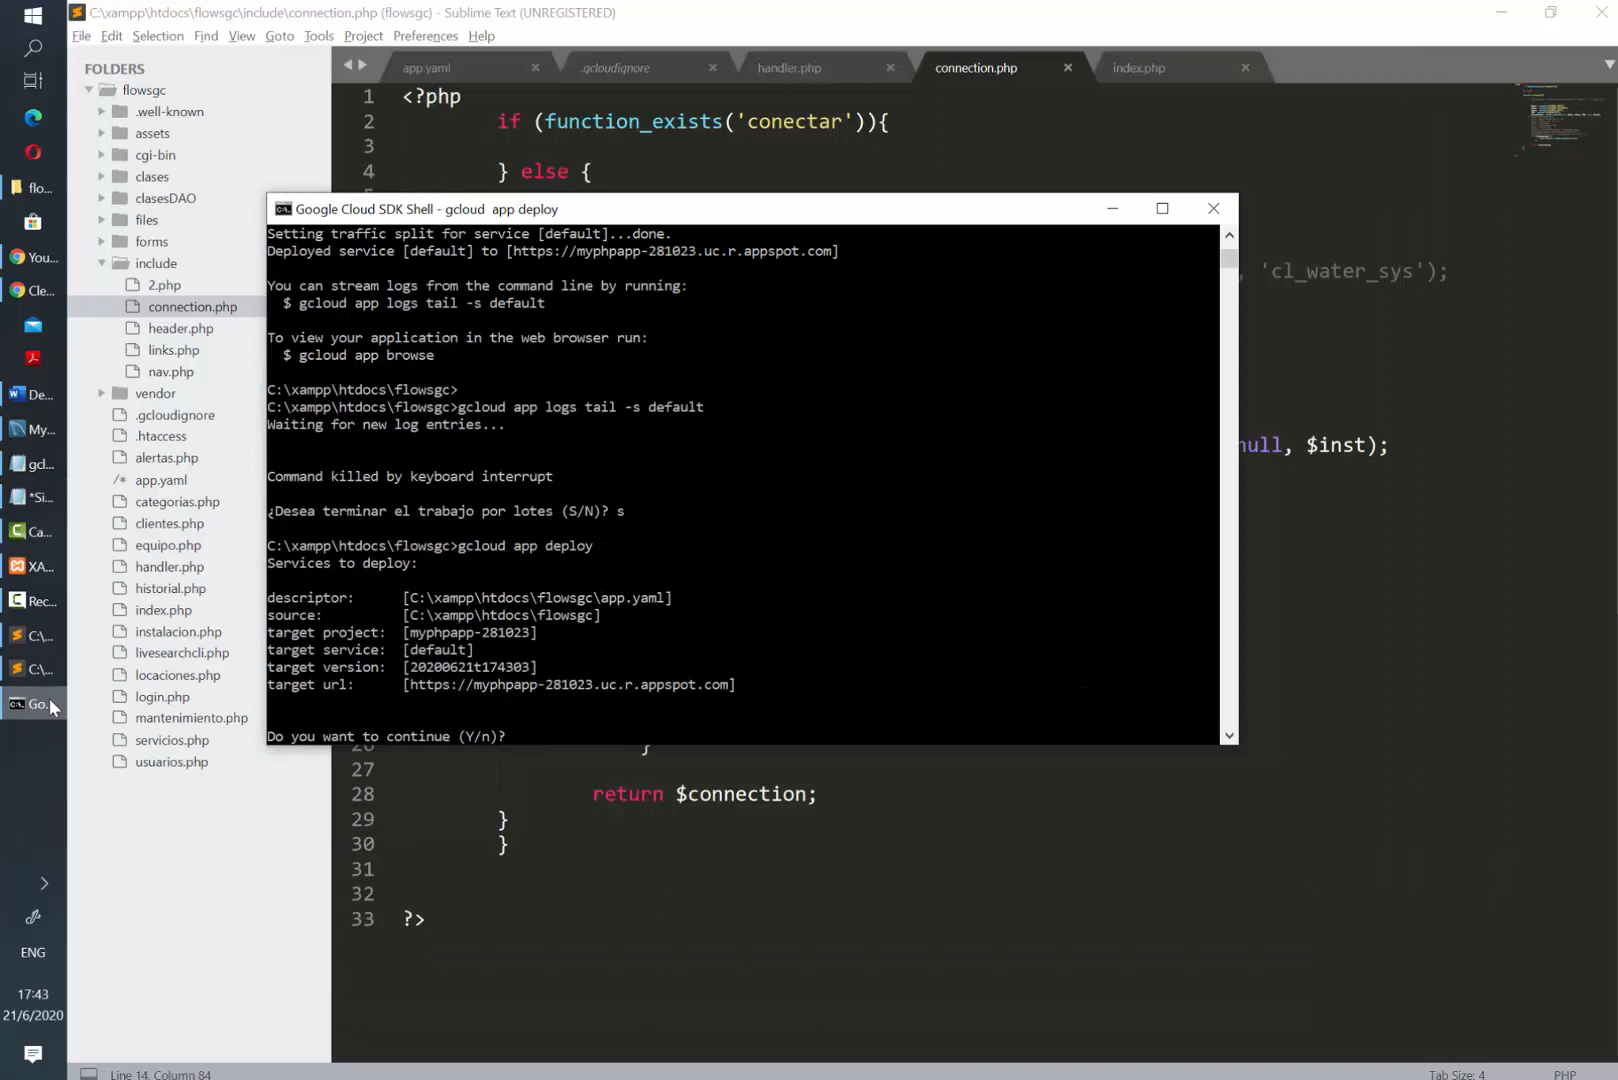 C:\xampp\htdocs\flowsgc\include\connection.php (flowsgc) - Sublime Text (UNREGISTERED)
File Edit Selection Find View Goto Tools Project Preferences Help
FOLDERS
flowsgc
.well-known
assets
cgi-bin
clases
clasesDAO
files
forms
include
2.php
connection.php
header.php
links.php
nav.php
vendor
.gcloudignore
.htaccess
alertas.php
/* app.yaml
categorias.php
clientes.php
equipo.php
handler.php
historial.php
index.php
instalacion.php
livesearchcli.php
locaciones.php
login.php
mantenimiento.php
servicios.php
usuarios.php
app.yaml
.gcloudignore
handler.php
connection.php
index.php
1 <?php
2 if (function_exists('conectar')){
3
4 } else {
, 'cl_water_sys');
null, $inst);
Google Cloud SDK Shell - gcloud  app deploy
Setting traffic split for service [default]...done.
Deployed service [default] to [https://myphpapp-281023.uc.r.appspot.com]
You can stream logs from the command line by running:
$ gcloud app logs tail -s default
To view your application in the web browser run:
$ gcloud app browse
C:\xampp\htdocs\flowsgc>
C:\xampp\htdocs\flowsgc>gcloud app logs tail -s default
Waiting for new log entries...
Command killed by keyboard interrupt
¿Desea terminar el trabajo por lotes (S/N)? s
C:\xampp\htdocs\flowsgc>gcloud app deploy
Services to deploy:
descriptor: [C:\xampp\htdocs\flowsgc\app.yaml]
source: [C:\xampp\htdocs\flowsgc]
target project: [myphpapp-281023]
target service: [default]
target version: [20200621t174303]
target url: [https://myphpapp-281023.uc.r.appspot.com]
Do you want to continue (Y/n)?
26 }
27
28 return $connection;
29 }
30 }
31
32
33 ?>
flo...
You...
Cle...
De...
My...
gcl...
*Si...
Ca...
XA...
Rec...
C:\...
C:\...
Go...
ENG
17:43
21/6/2020
Line 14, Column 84
Tab Size: 4
PHP